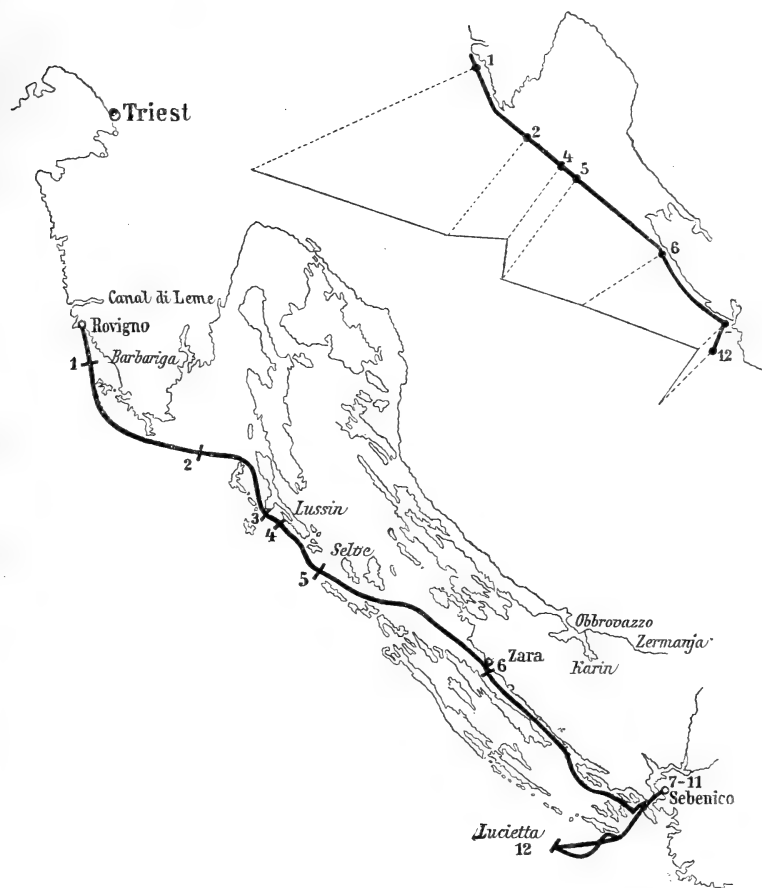 1
2
4
5
6
12
Triest
Canal di Leme
Rovigno
1
Barbariga
2
3
Lussin
4
Selve
5
Obbrovazzo
Zermanja
Zara
6
Karin
7-11
Sebenico
Lucietta
12